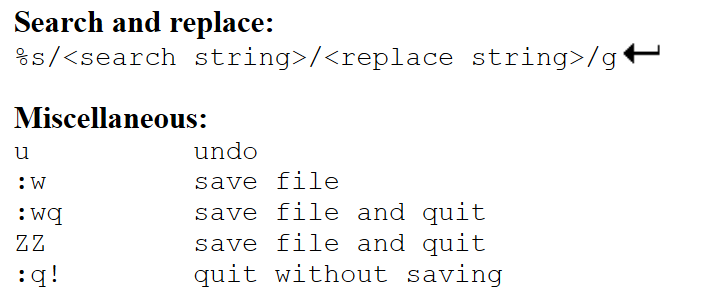 Search and replace:
%s/<search string>/<replace string>/g
Miscellaneous:
u undo
:w save file
:wq save file and quit
ZZ save file and quit
:q! quit without saving